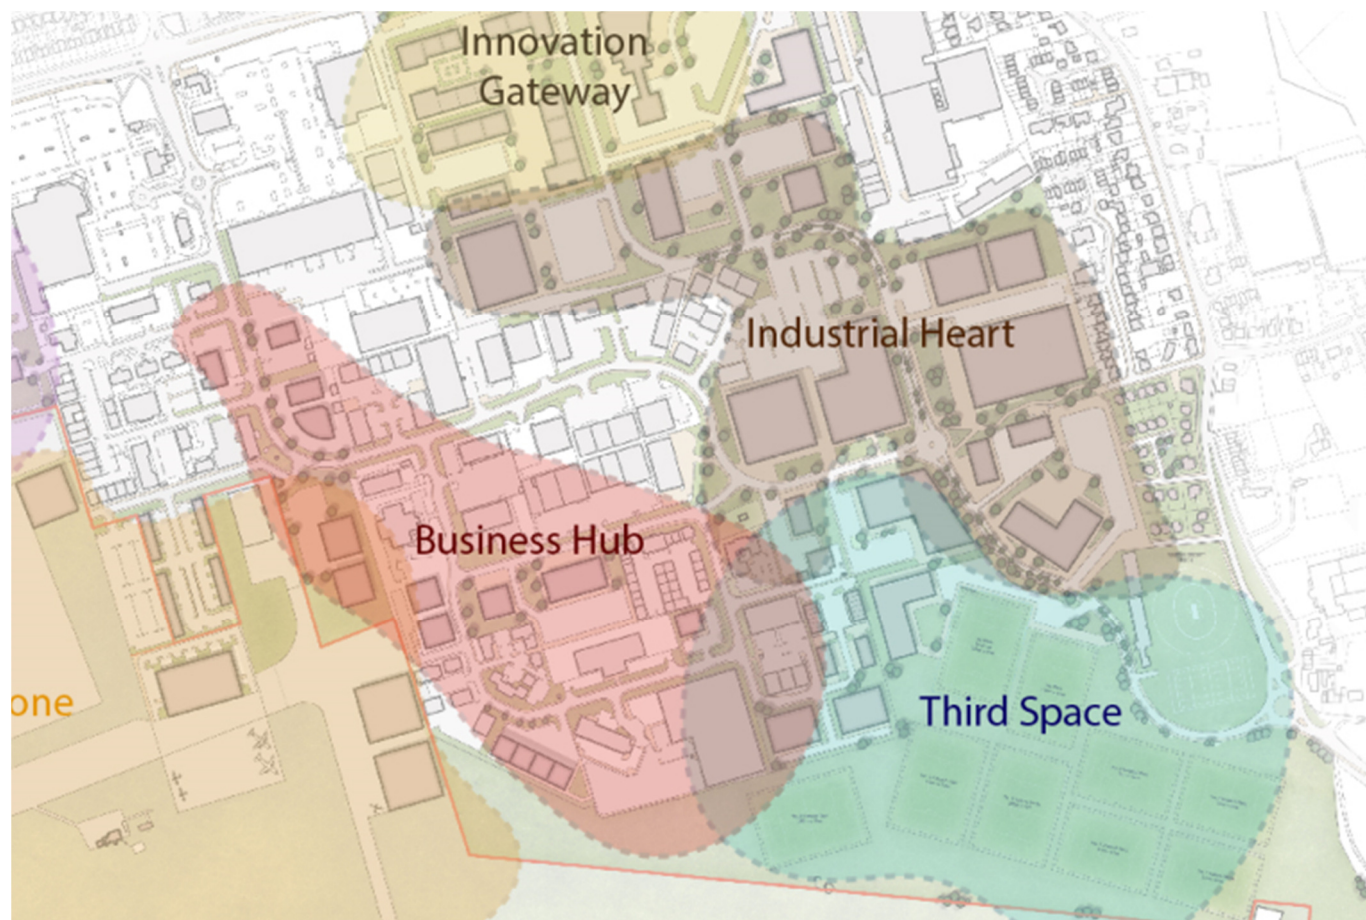 Innovation
Gateway
Industrial Heart
Business Hub
one
Third Space